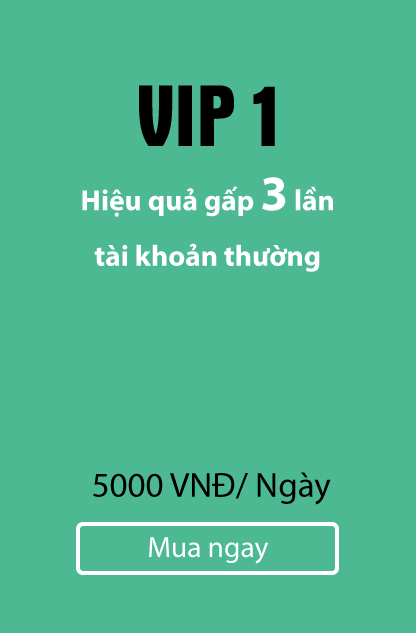 VIP 1
Hiệu quả gấp 3 lần
tài khoản thường
5000 VNĐ/ Ngày
Mua ngay